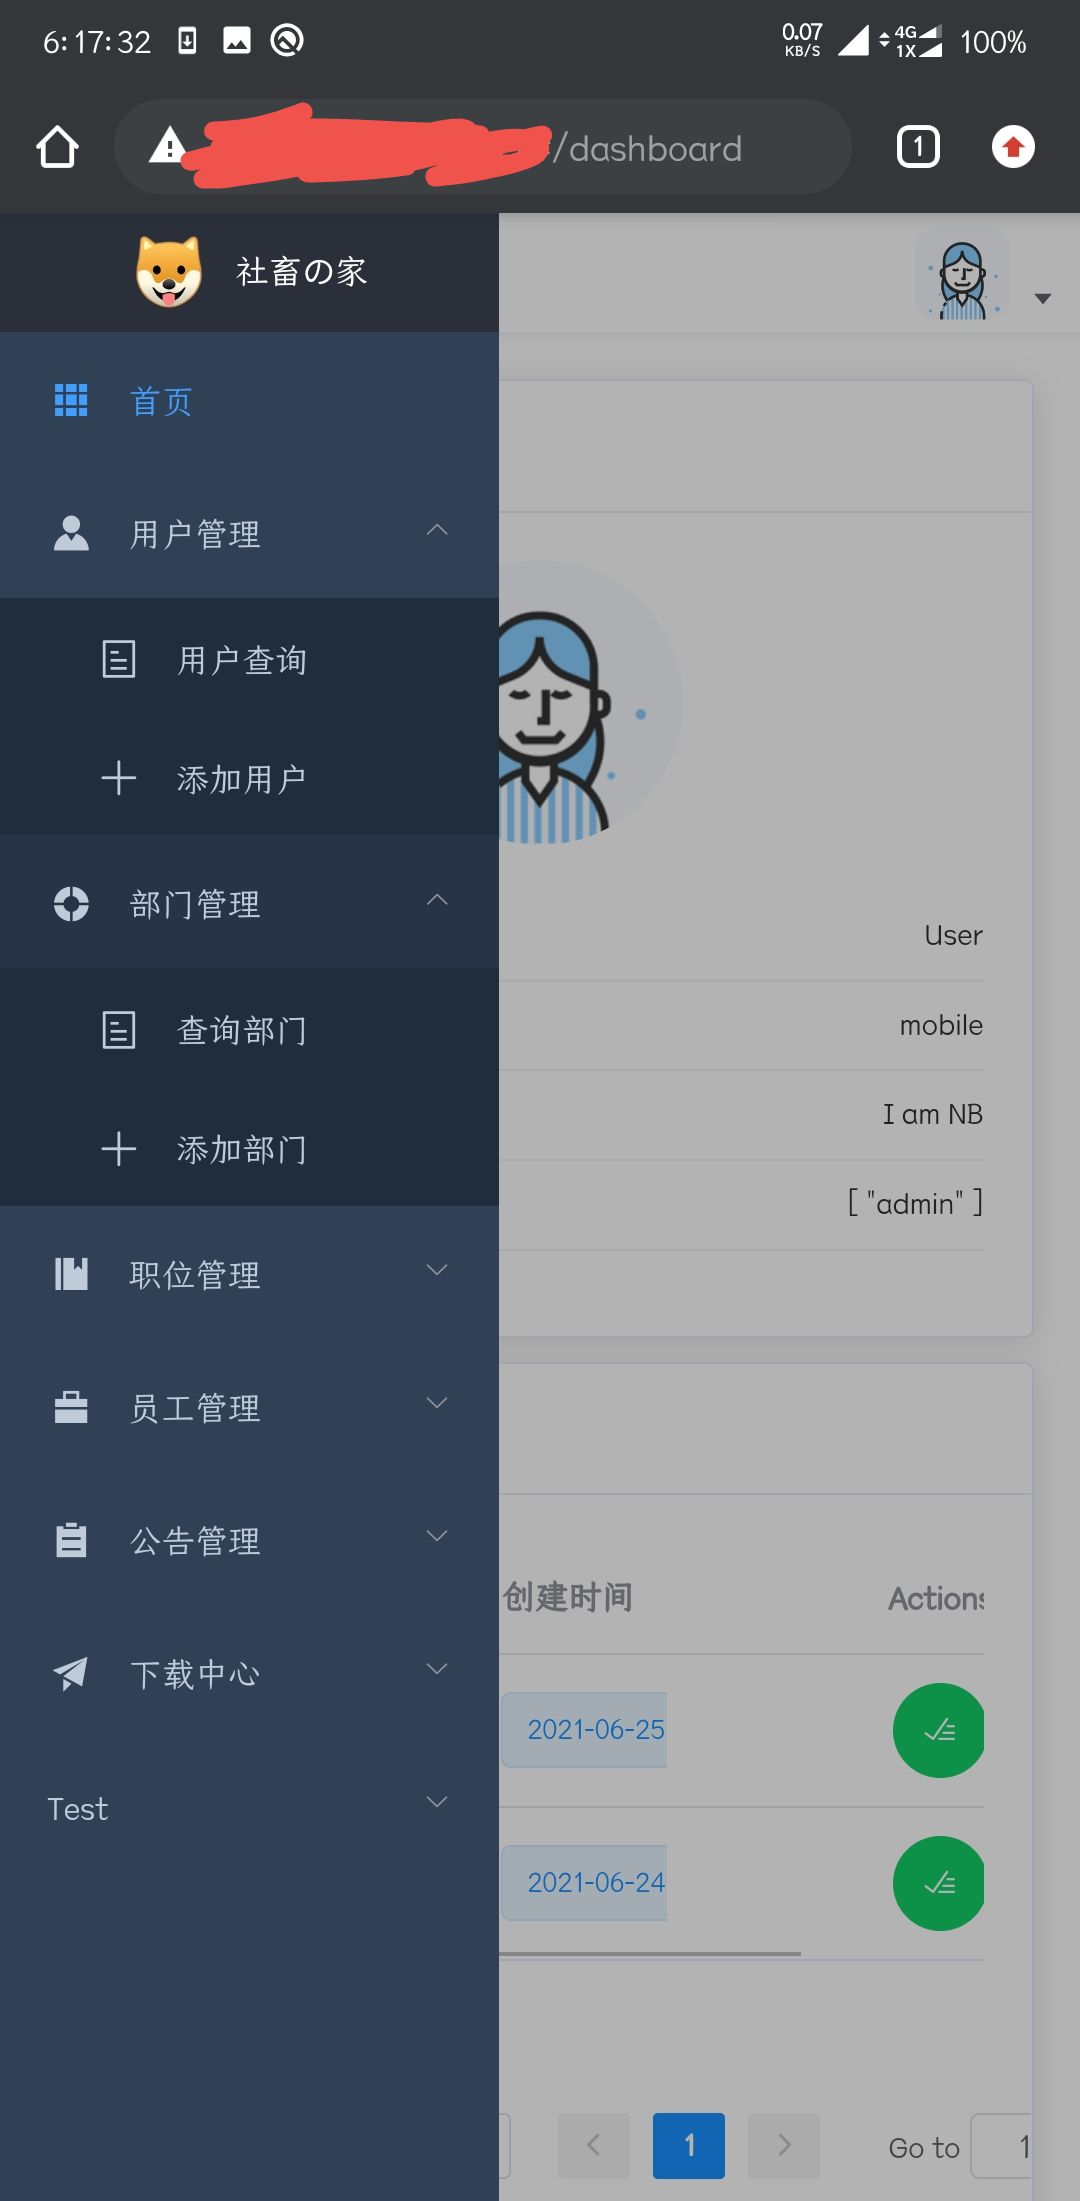 6:17:32
0.07
KB/S
4G
1X
100%
/dashboard
1
社畜の家
首页
用户管理
用户查询
添加用户
部门管理
查询部门
添加部门
职位管理
员工管理
公告管理
下载中心
Test
User
mobile
I am NB
[ "admin" ]
创建时间
Actions
2021-06-25
2021-06-24
1
Go to
1